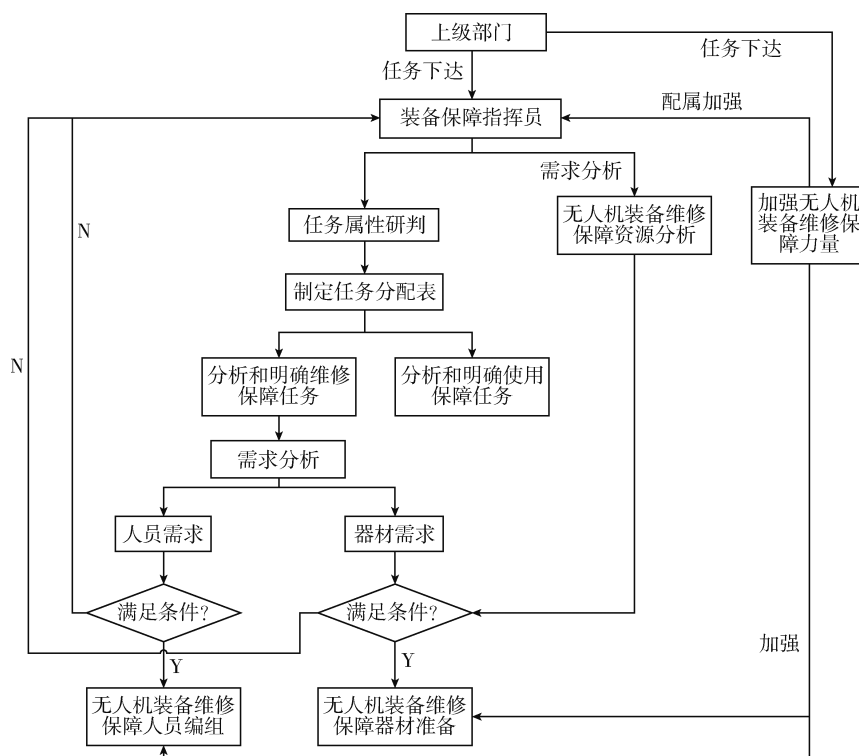 上级部门
任务下达
任务下达
配属加强
装备保障指挥员
需求分析
任务属性研判
无人机装备维修
保障资源分析
加强无人机
装备维修保
障力量
N
制定任务分配表
N
分析和明确维修
保障任务
分析和明确使用
保障任务
需求分析
人员需求
器材需求
满足条件?
满足条件?
加强
Y
Y
无人机装备维修
保障人员编组
无人机装备维修
保障器材准备